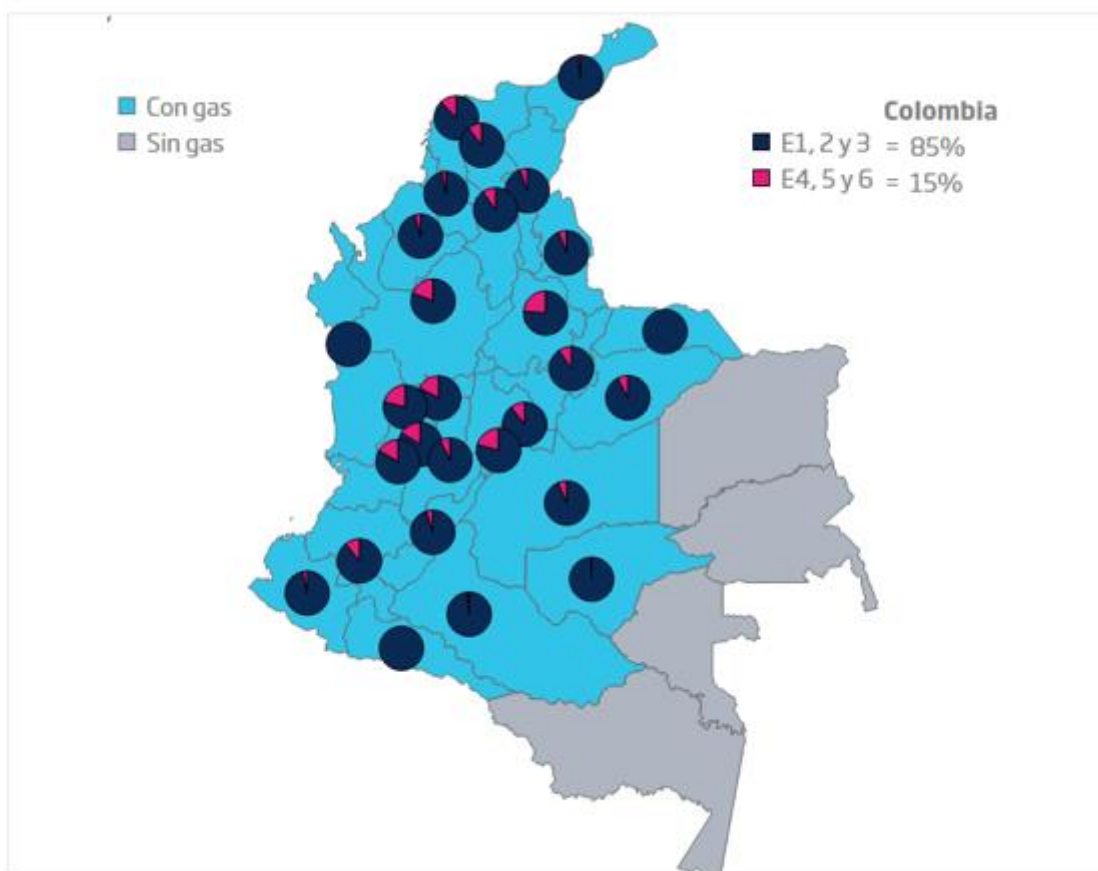 Con gas
Sin gas
Colombia
E1, 2 y 3 = 85%
E4, 5 y 6 = 15%